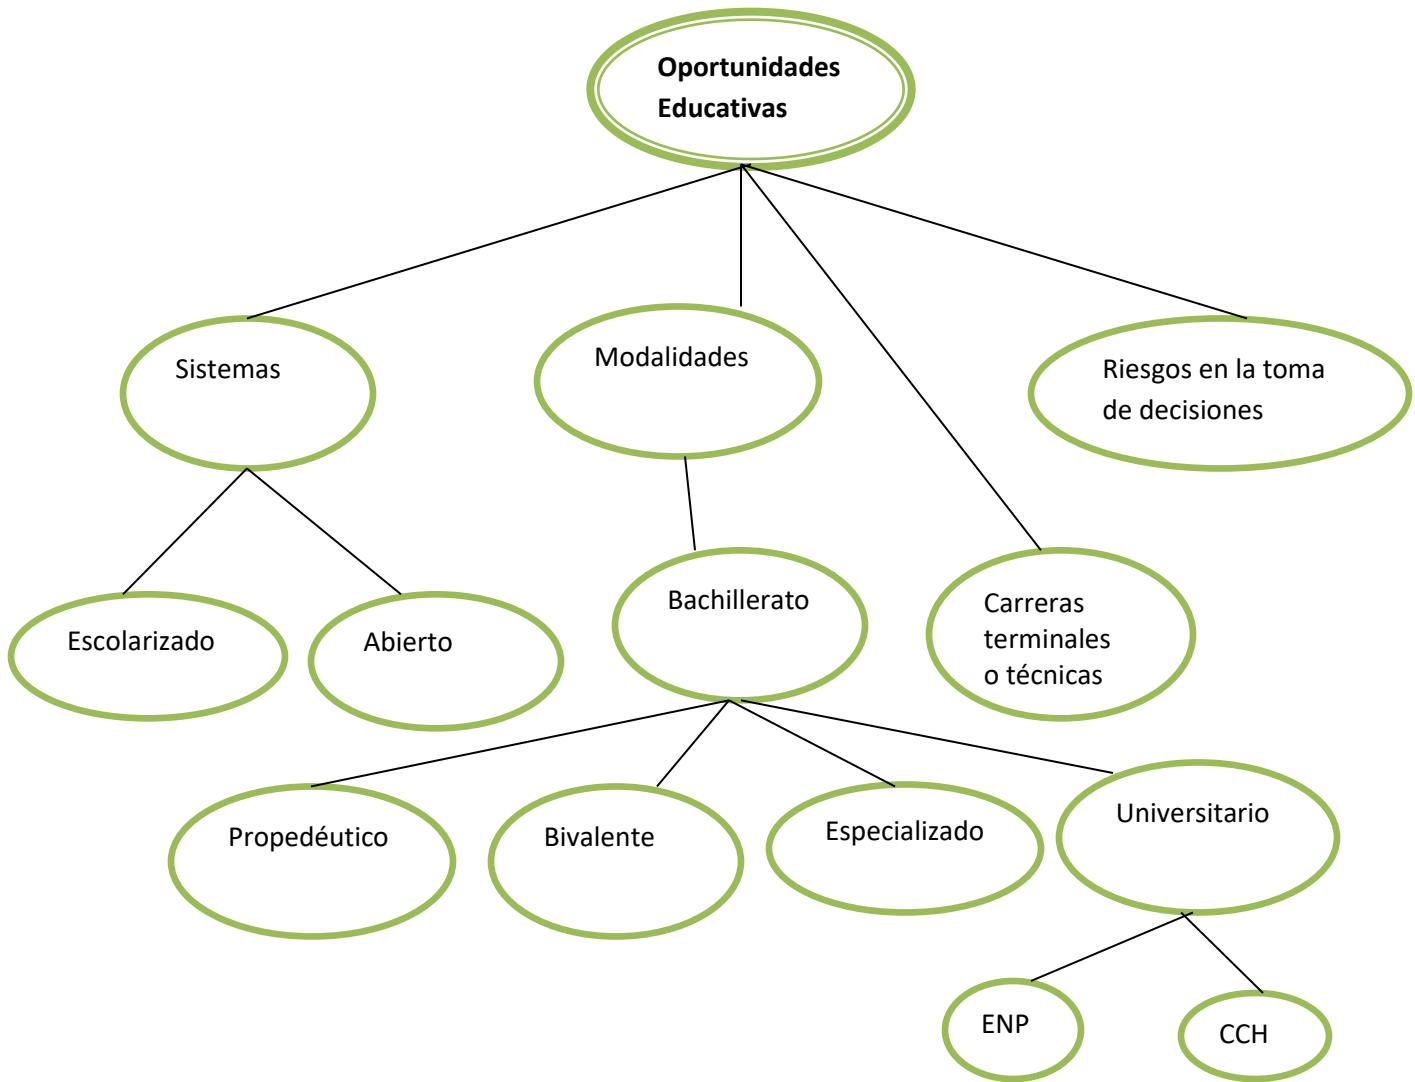 Oportunidades
Educativas
Sistemas
Modalidades
Riesgos en la toma
de decisiones
Escolarizado
Abierto
Bachillerato
Carreras
terminales
o técnicas
Propedéutico
Bivalente
Especializado
Universitario
ENP
CCH